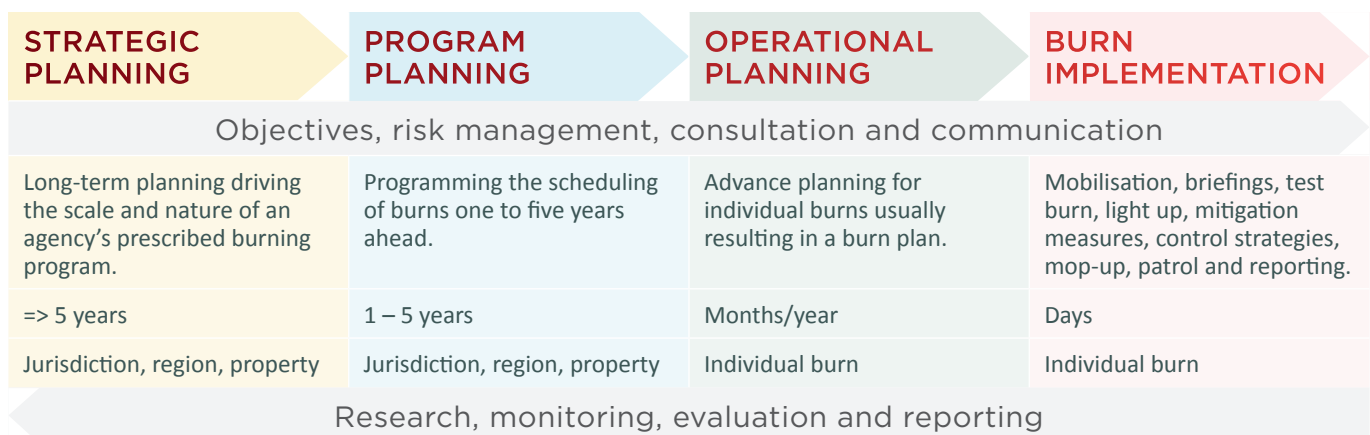 STRATEGIC
PLANNING
PROGRAM
PLANNING
OPERATIONAL
PLANNING
BURN
IMPLEMENTATION
Objectives, risk management, consultation and communication
Long-term planning driving
the scale and nature of an
agency’s prescribed burning
program.
Programming the scheduling
of burns one to five years
ahead.
Advance planning for
individual burns usually
resulting in a burn plan.
Mobilisation, briefings, test
burn, light up, mitigation
measures, control strategies,
mop-up, patrol and reporting.
=> 5 years
1 – 5 years
Months/year
Days
Jurisdiction, region, property
Jurisdiction, region, property
Individual burn
Individual burn
Research, monitoring, evaluation and reporting